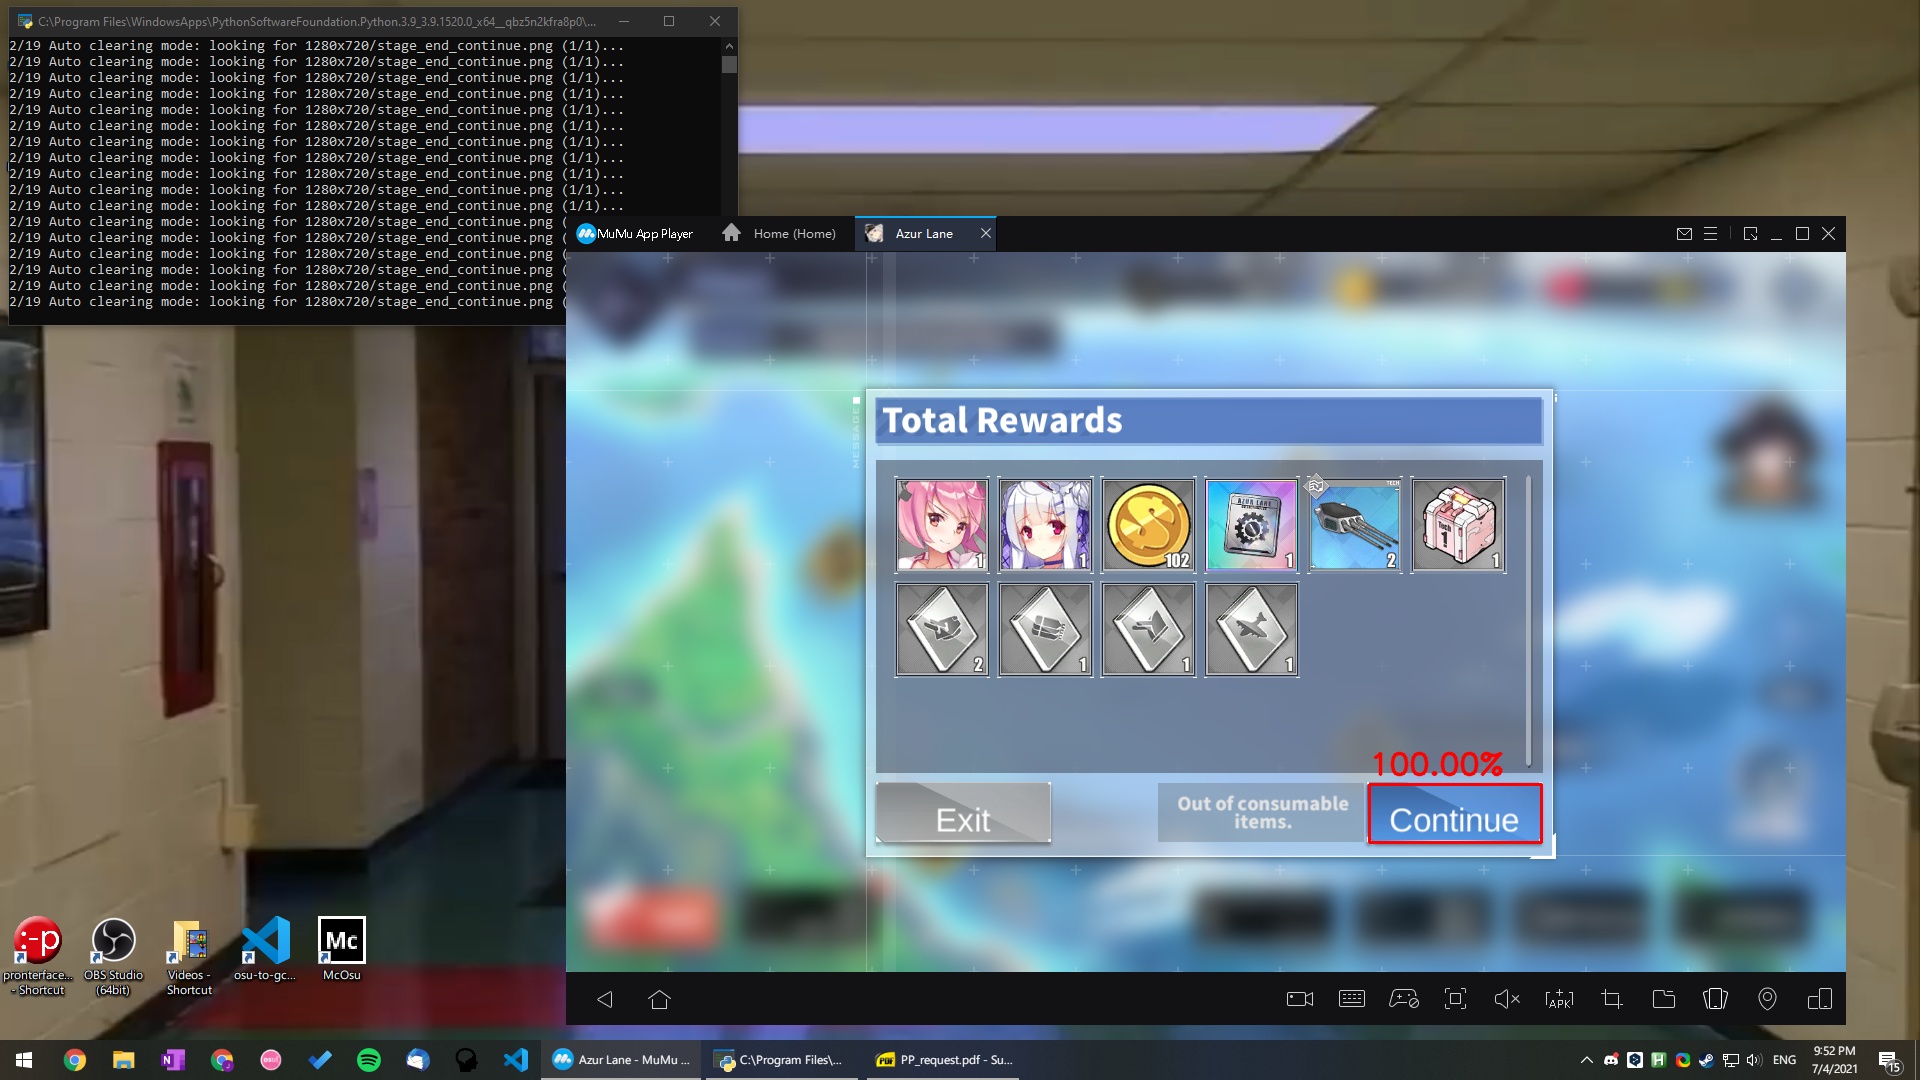 C:\Program Files\WindowsApps\PythonSoftwareFoundation.Python.3.9_3.9.1520.0_x64__qbz5n2kfra8p0\...
2/19 Auto clearing mode: looking for 1280x720/stage_end_continue.png (1/1)...
2/19 Auto clearing mode: looking for 1280x720/stage_end_continue.png (1/1)...
2/19 Auto clearing mode: looking for 1280x720/stage_end_continue.png (1/1)...
2/19 Auto clearing mode: looking for 1280x720/stage_end_continue.png (1/1)...
2/19 Auto clearing mode: looking for 1280x720/stage_end_continue.png (1/1)...
2/19 Auto clearing mode: looking for 1280x720/stage_end_continue.png (1/1)...
2/19 Auto clearing mode: looking for 1280x720/stage_end_continue.png (1/1)...
2/19 Auto clearing mode: looking for 1280x720/stage_end_continue.png (1/1)...
2/19 Auto clearing mode: looking for 1280x720/stage_end_continue.png (1/1)...
2/19 Auto clearing mode: looking for 1280x720/stage_end_continue.png (1/1)...
2/19 Auto clearing mode: looking for 1280x720/stage_end_continue.png (1/1)...
2/19 Auto clearing mode: looking for 1280x720/stage_end_continue.png (
2/19 Auto clearing mode: looking for 1280x720/stage_end_continue.png (
2/19 Auto clearing mode: looking for 1280x720/stage_end_continue.png (
2/19 Auto clearing mode: looking for 1280x720/stage_end_continue.png (
2/19 Auto clearing mode: looking for 1280x720/stage_end_continue.png (
2/19 Auto clearing mode: looking for 1280x720/stage_end_continue.png (
MuMu App Player Home (Home) Azur Lane
MESSAGE
Total Rewards
AZUR LANE
TECH
Tech
1
1 1 102 1 2 1
2 1 1 1
100.00%
Exit
Out of consumable
items.
Continue
APK
:-p Mc
pronterface...
- Shortcut
OBS Studio
(64bit)
Videos -
Shortcut
osu-to-gc...
McOsu
osu!
Azur Lane - MuMu ...
C:\Program Files\...
PDF
PP_request.pdf - Su...
H
ENG
9:52 PM
7/4/2021
15